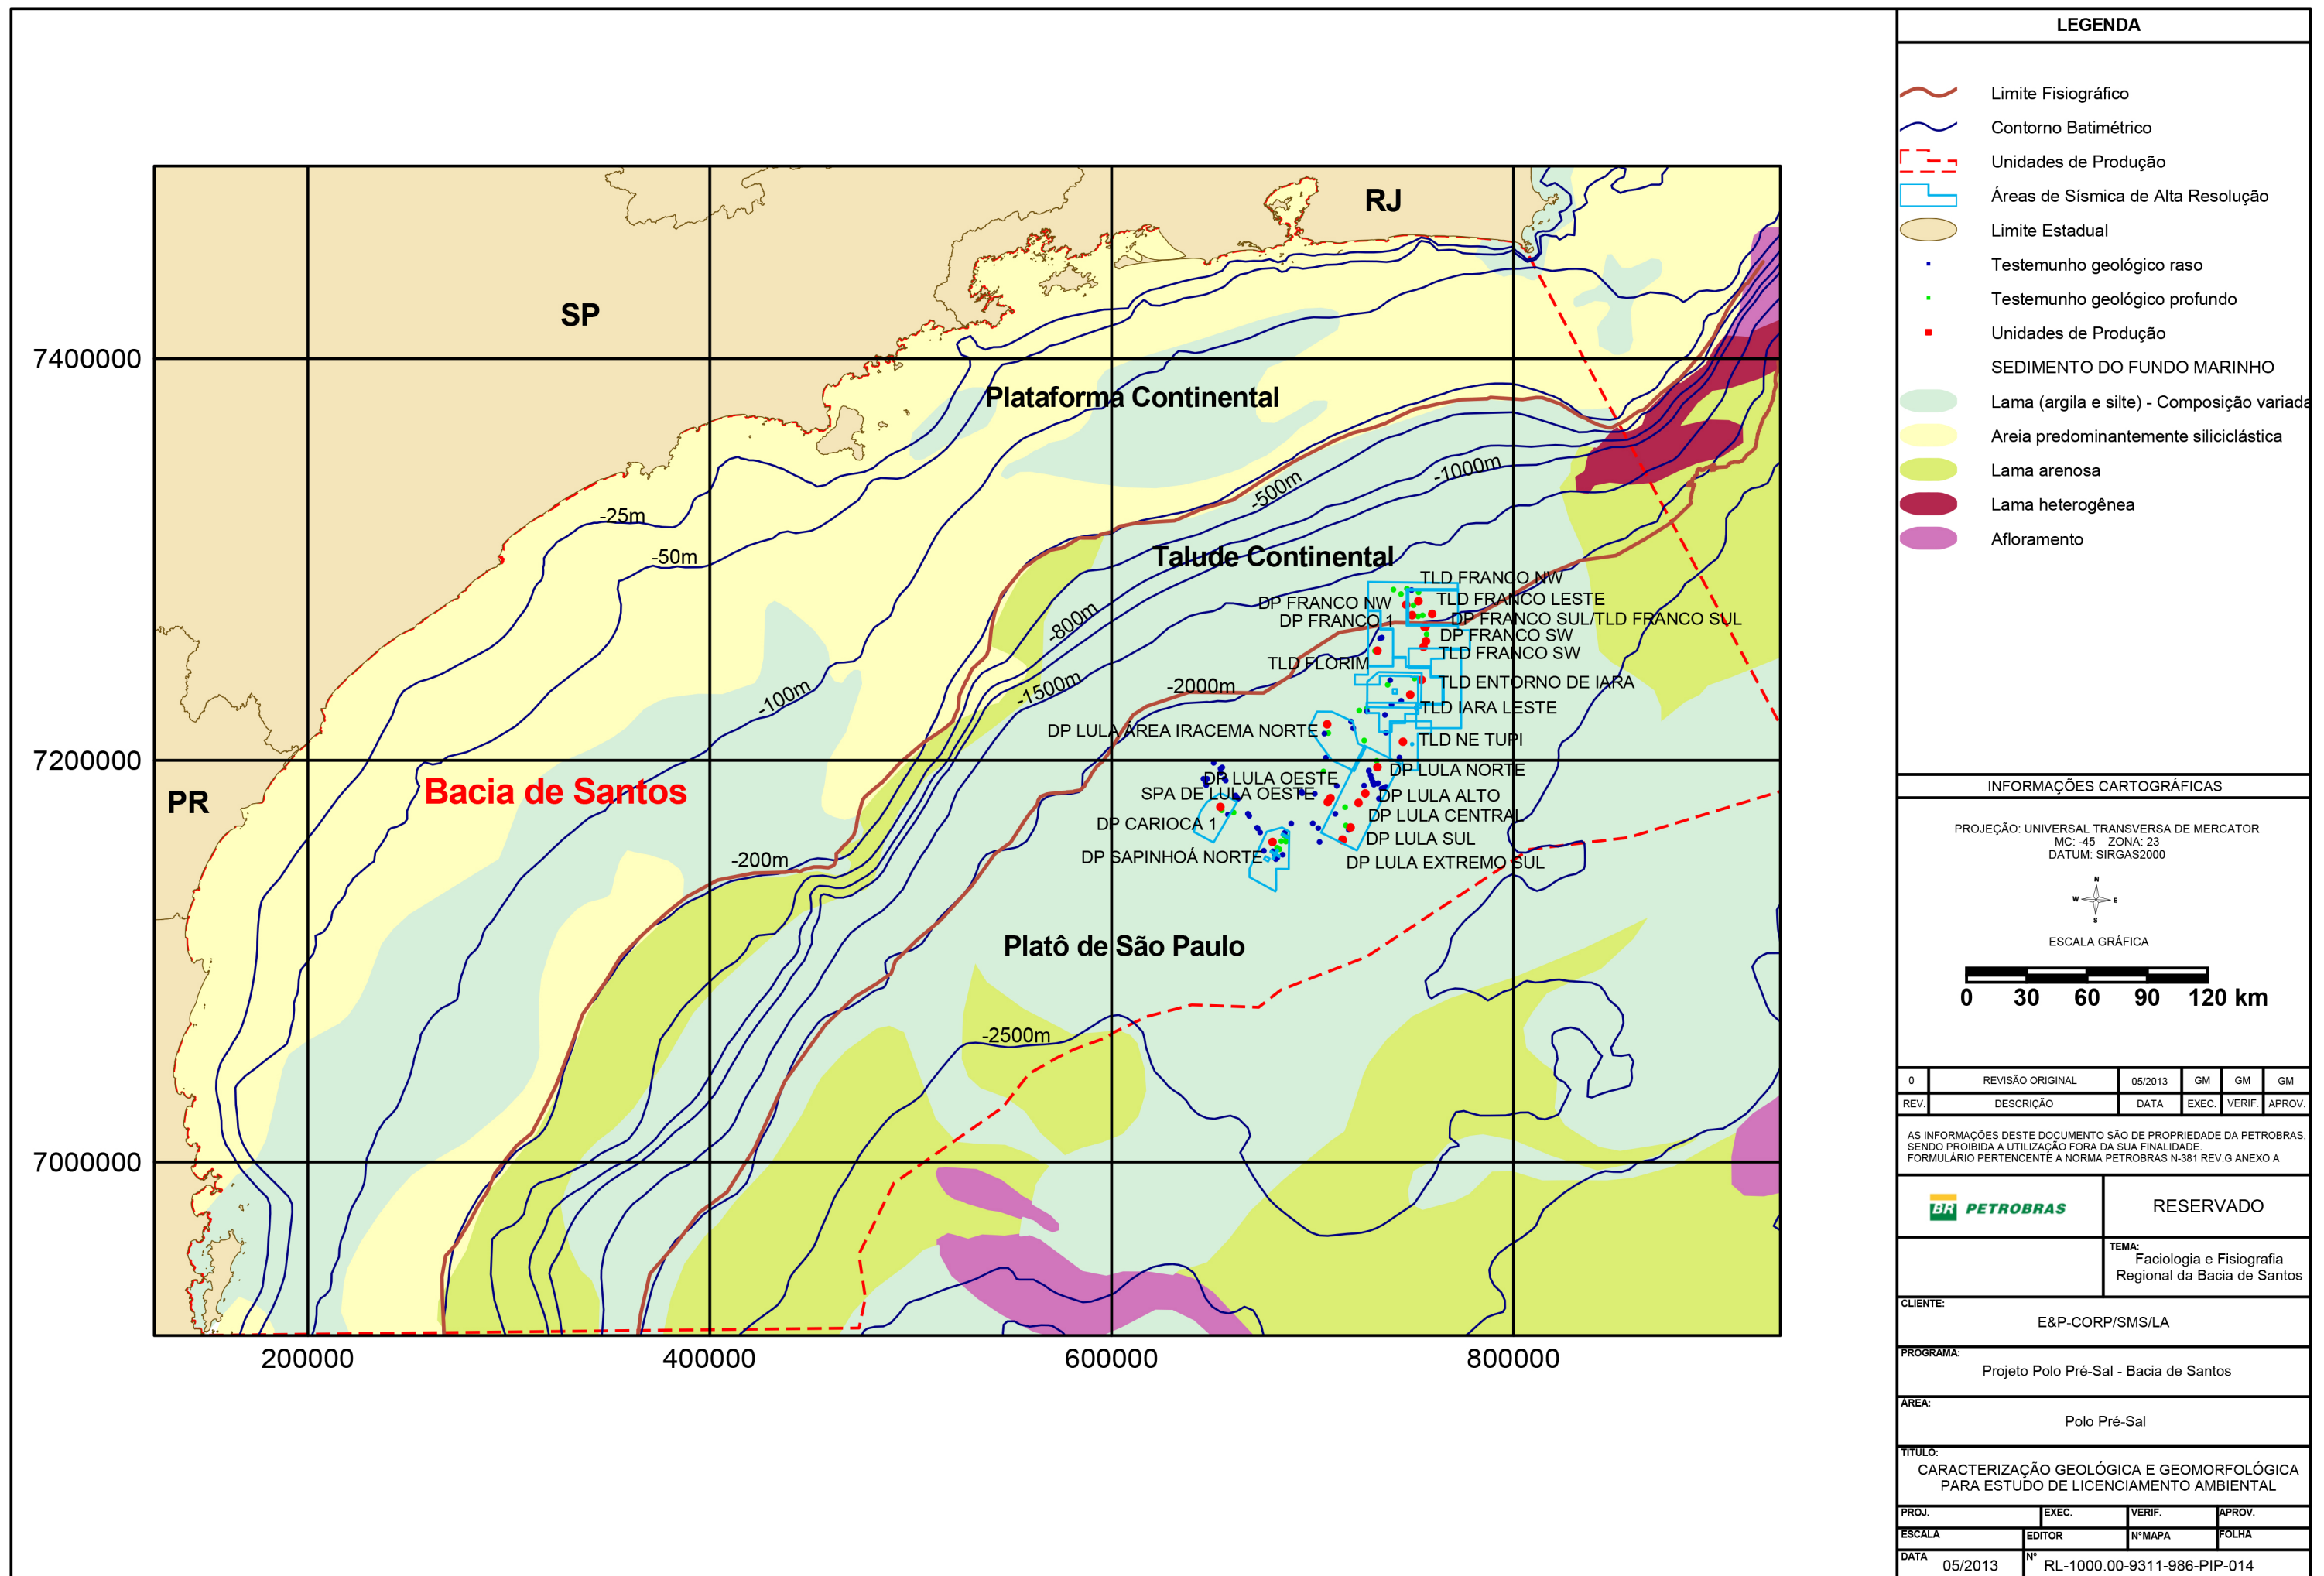 RJ
SP
7400000
Plataforma Continental
-1000m
-500m
-25m
-50m
Talude Continental
TLD FRANCO NW
DP FRANCO NW
TLD FRANCO LESTE
DP FRANCO 1
DP FRANCO SUL/TLD FRANCO SUL
-800m
DP FRANCO SW
TLD FRANCO SW
TLD FLORIM
-1500m
-2000m
TLD ENTORNO DE IARA
-100m
TLD IARA LESTE
DP LULA ÁREA IRACEMA NORTE
TLD NE TUPI
7200000
DP LULA NORTE
DP LULA OESTE
Bacia de Santos
SPA DE LULA OESTE
DP LULA ALTO
PR
DP LULA CENTRAL
DP CARIOCA 1
DP LULA SUL
-200m
DP SAPINHOÁ NORTE
DP LULA EXTREMO SUL
Platô de São Paulo
-2500m
7000000
200000
400000
600000
800000
LEGENDA
Limite Fisiográfico
Contorno Batimétrico
Unidades de Produção
Áreas de Sísmica de Alta Resolução
Limite Estadual
Testemunho geológico raso
Testemunho geológico profundo
Unidades de Produção
SEDIMENTO DO FUNDO MARINHO
Lama (argila e silte) - Composição variada
Areia predominantemente siliciclástica
Lama arenosa
Lama heterogênea
Afloramento
INFORMAÇÕES CARTOGRÁFICAS
PROJEÇÃO: UNIVERSAL TRANSVERSA DE MERCATOR
MC: -45 ZONA: 23
DATUM: SIRGAS2000
N
W E
S
ESCALA GRÁFICA
0 30 60 90 120 km
0 REVISÃO ORIGINAL 05/2013 GM GM GM
REV. DESCRIÇÃO DATA EXEC. VERIF. APROV.
AS INFORMAÇÕES DESTE DOCUMENTO SÃO DE PROPRIEDADE DA PETROBRAS,
SENDO PROIBIDA A UTILIZAÇÃO FORA DA SUA FINALIDADE.
FORMULÁRIO PERTENCENTE A NORMA PETROBRAS N-381 REV.G ANEXO A
BR PETROBRAS
RESERVADO
TEMA:
Faciologia e Fisiografia
Regional da Bacia de Santos
CLIENTE:
E&P-CORP/SMS/LA
PROGRAMA:
Projeto Polo Pré-Sal - Bacia de Santos
ÁREA:
Polo Pré-Sal
TITULO:
CARACTERIZAÇÃO GEOLÓGICA E GEOMORFOLÓGICA
PARA ESTUDO DE LICENCIAMENTO AMBIENTAL
PROJ. EXEC. VERIF. APROV.
ESCALA EDITOR N°MAPA FOLHA
DATA 05/2013 N° RL-1000.00-9311-986-PIP-014